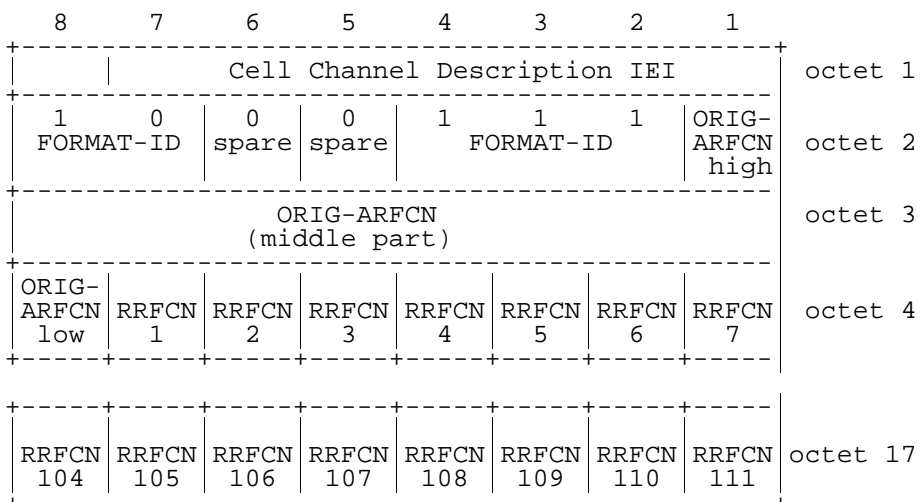 8 7 6 5 4 3 2 1
Cell Channel Description IEI octet 1
1 0 0 0 1 1 1 ORIG-
FORMAT-ID spare spare FORMAT-ID ARFCN octet 2
high
ORIG-ARFCN octet 3
(middle part)
ORIG-
ARFCN RRFCN RRFCN RRFCN RRFCN RRFCN RRFCN RRFCN octet 4
low 1 2 3 4 5 6 7
RRFCN RRFCN RRFCN RRFCN RRFCN RRFCN RRFCN RRFCN octet 17
104 105 106 107 108 109 110 111